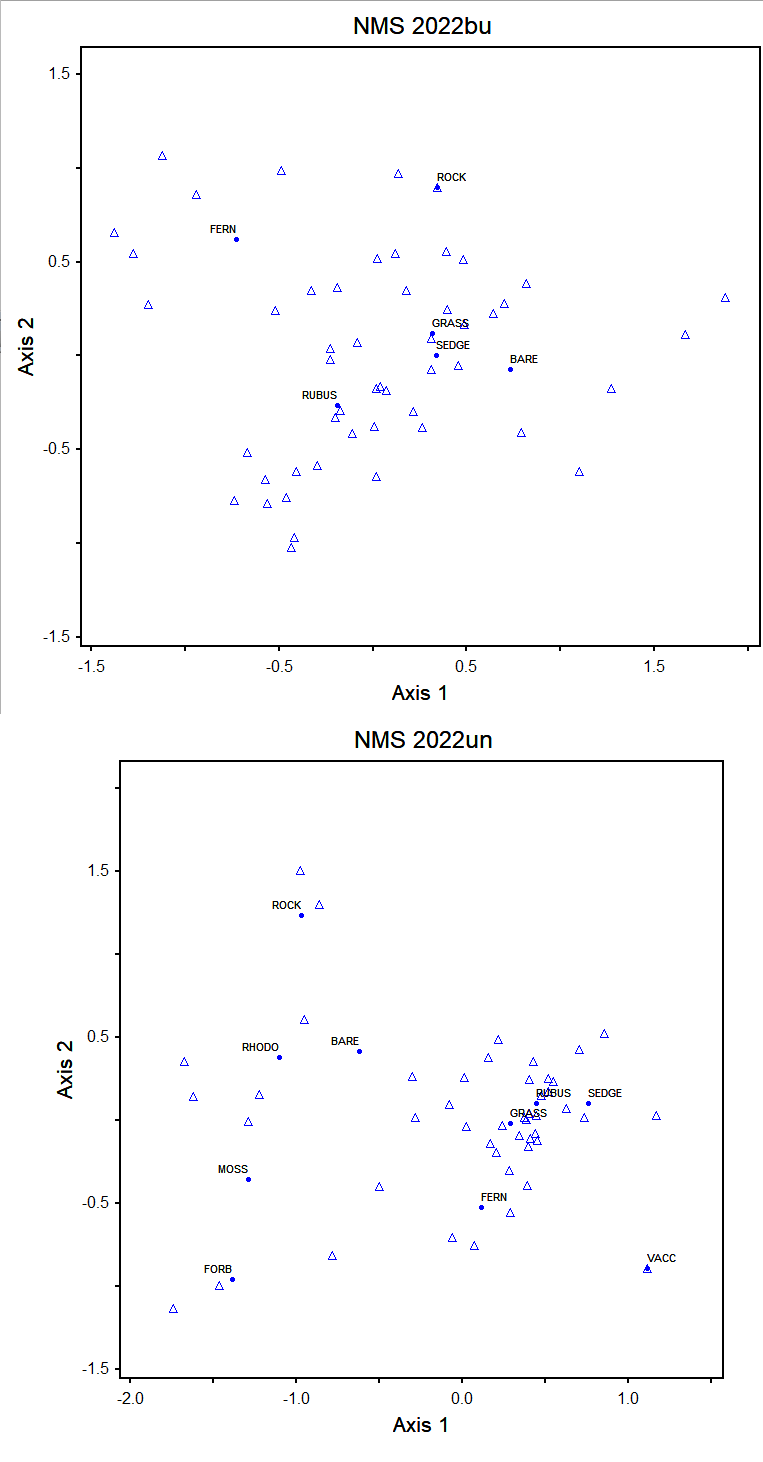 NMS 2022bu
1.5
ROCK
FERN
0.5
GRASS
SEDGE
BARE
Axis 2
RUBUS
-0.5
-1.5
-1.5 -0.5 0.5 1.5
Axis 1
NMS 2022un
1.5
ROCK
0.5
RHODO BARE
Axis 2
RUBUS SEDGE
GRASS
MOSS
-0.5
FERN
VACC
FORB
-1.5
-2.0 -1.0 0.0 1.0
Axis 1